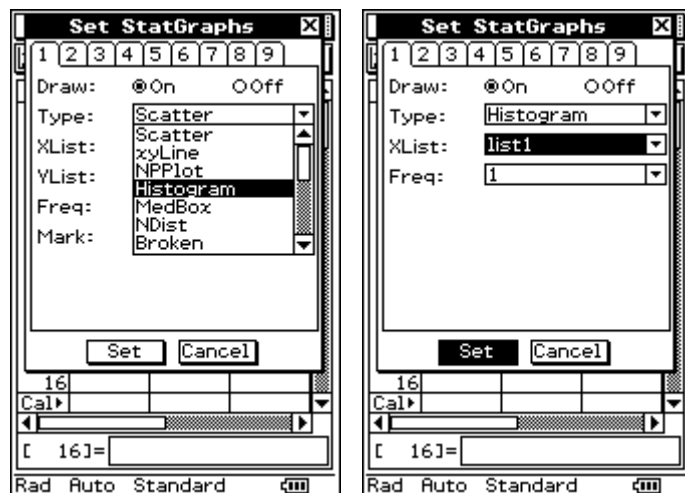 Set StatGraphs
1 2 3 4 5 6 7 8 9
Draw: On Off
Type: Scatter
Scatter
xyLine
NPPlot
Histogram
MedBox
NDist
Broken
XList:
YList:
Freq:
Mark:
Set Cancel
16
Cal
[ 16]=
Rad Auto Standard
Set StatGraphs
1 2 3 4 5 6 7 8 9
Draw: On Off
Type: Histogram
XList: list1
Freq: 1
Set Cancel
16
Cal
[ 16]=
Rad Auto Standard